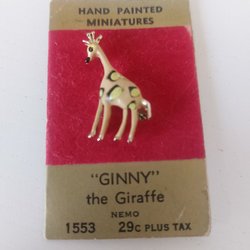 HAND PAINTED
MINIATURES
"GINNY"
the Giraffe
NEMO
1553 29c PLUS TAX